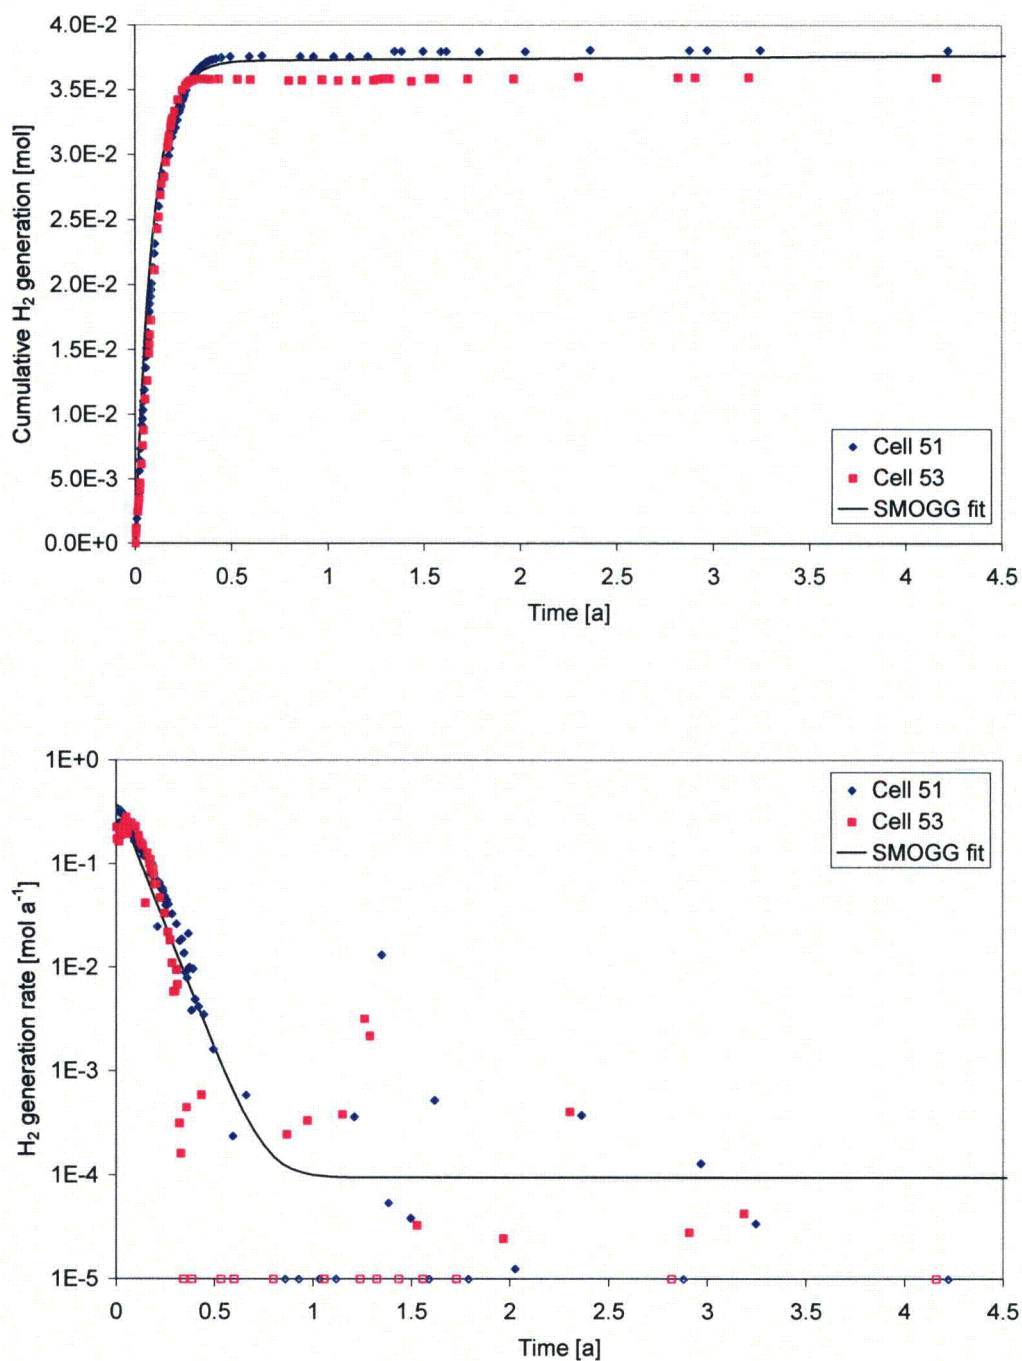 4.0E-2
3.5E-2
3.0E-2
2.5E-2
2.0E-2
1.5E-2
1.0E-2
5.0E-3
0.0E+0
Cumulative H₂ generation [mol]
Cell 51
Cell 53
SMOGG fit
0 0.5 1 1.5 2 2.5 3 3.5 4 4.5
Time [a]
1E+0
1E-1
1E-2
1E-3
1E-4
1E-5
H₂ generation rate [mol a⁻¹]
Cell 51
Cell 53
SMOGG fit
0 0.5 1 1.5 2 2.5 3 3.5 4 4.5
Time [a]